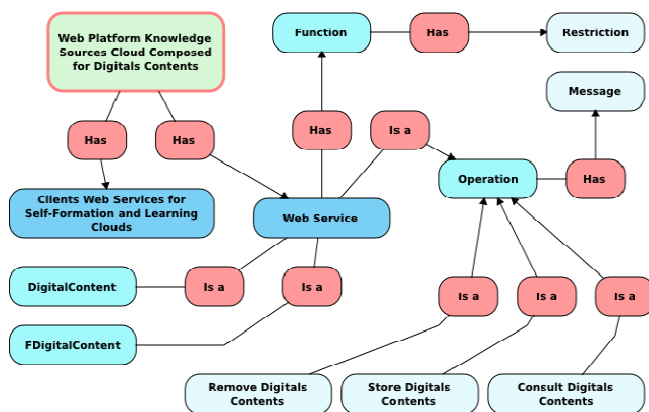 Web Platform Knowledge
Sources Cloud Composed
for Digitals Contents
Function
Has
Restriction
Message
Has
Has
Has
Is a
Operation
Has
Clients Web Services for
Self-Formation and Learning
Clouds
Web Service
DigitalContent
Is a
Is a
Is a
Is a
Is a
FDigitalContent
Remove Digitals
Contents
Store Digitals
Contents
Consult Digitals
Contents